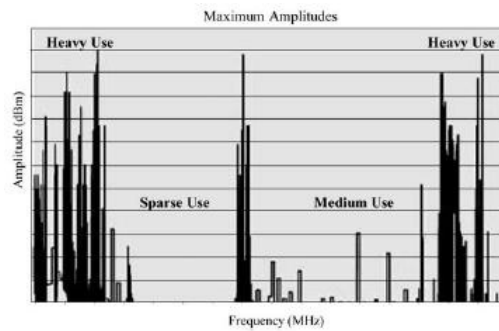 Maximum Amplitudes
Heavy Use
Heavy Use
Amplitude (dBm)
Sparse Use
Medium Use
Frequency (MHz)